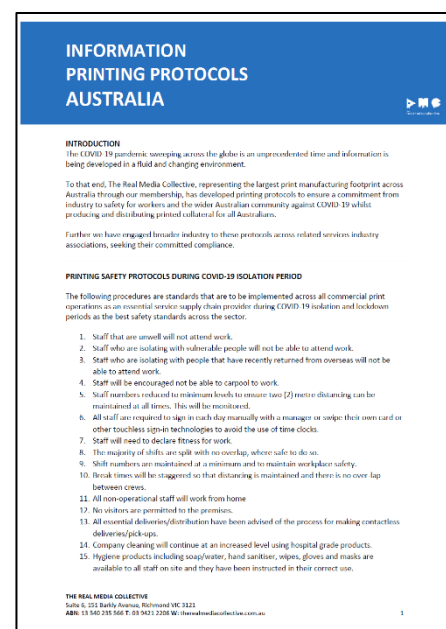 INFORMATION
PRINTING PROTOCOLS
AUSTRALIA
INTRODUCTION
The COVID-19 pandemic sweeping across the globe is an unprecedented time and information is
being developed in a fluid and changing environment.
To that end, The Real Media Collective, representing the largest print manufacturing footprint across
Australia through our membership, has developed printing protocols to ensure a commitment from
industry to safety for workers and the wider Australian community against COVID-19 whilst
producing and distributing printed collateral for all Australians.
Further we have engaged broader industry to these protocols across related services industry
associations, seeking their committed compliance.
PRINTING SAFETY PROTOCOLS DURING COVID-19 ISOLATION PERIOD
The following procedures are standards that are to be implemented across all commercial print
operations as an essential service supply chain provider during COVID-19 isolation and lockdown
periods as the best safety standards across the sector.
1. Staff that are unwell will not attend work.
2. Staff who are isolating with vulnerable people will not be able to attend work.
3. Staff who are isolating with people that have recently returned from overseas will not be
able to attend work.
4. Staff will be encouraged not be able to carpool to work.
5. Staff numbers reduced to minimum levels to ensure two (2) metre distancing can be
maintained at all times. This will be monitored.
6. All staff are required to sign in each day manually with a manager or swipe their own card or
other touchless sign-in technologies to avoid the use of time clocks.
7. Staff will need to declare fitness for work.
8. The majority of shifts are split with no overlap, where safe to do so.
9. Shift numbers are maintained at a minimum and to maintain workplace safety.
10. Break times will be staggered so that distancing is maintained and there is no over-lap
between crews.
11. All non-operational staff will work from home
12. No visitors are permitted to the premises.
13. All essential deliveries/distribution have been advised of the process for making contactless
deliveries/pick-ups.
14. Company cleaning will continue at an increased level using hospital grade products.
15. Hygiene products including soap/water, hand sanitiser, wipes, gloves and masks are
available to all staff on site and they have been instructed in their correct use.
THE REAL MEDIA COLLECTIVE
Suite 6, 151 Barkly Avenue, Richmond VIC 3121
ABN: 13 540 235 566 T: 03 9421 2206 W: therealmediacollective.com.au 1